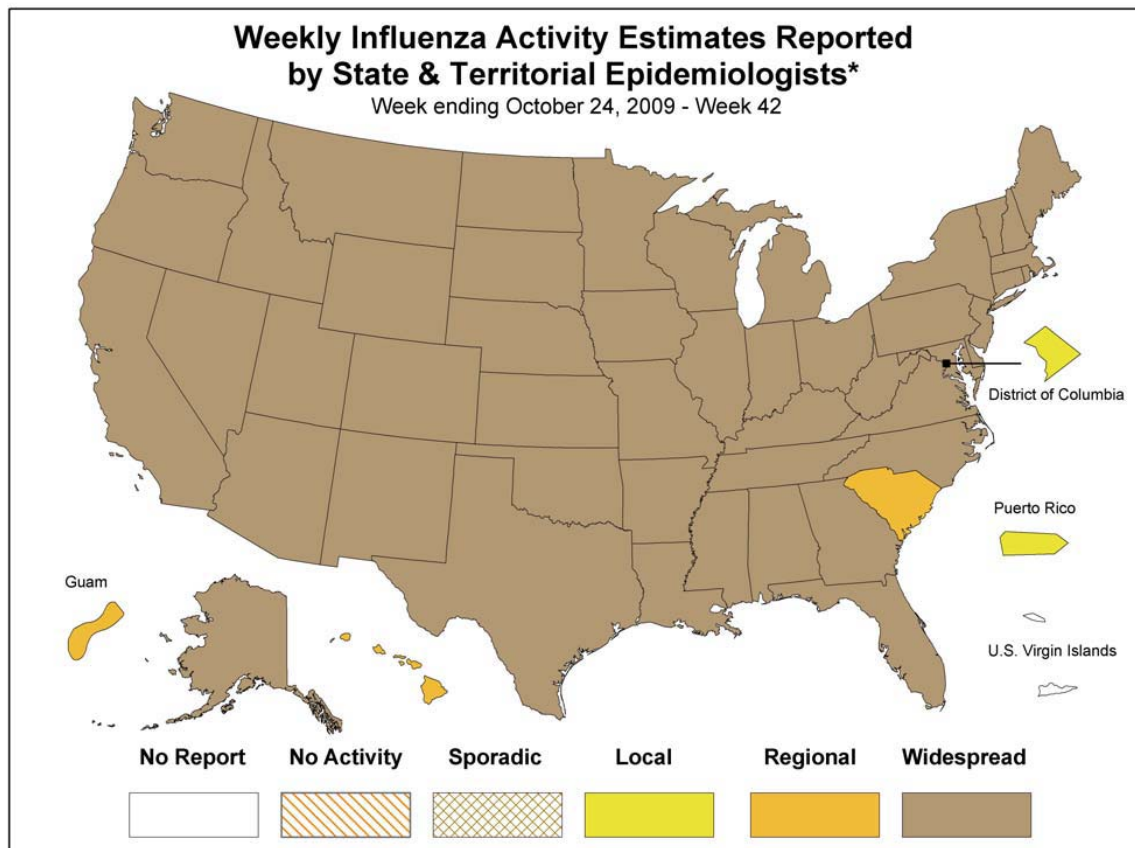 Weekly Influenza Activity Estimates Reported
by State & Territorial Epidemiologists*
Week ending October 24, 2009 - Week 42
District of Columbia
Puerto Rico
Guam
U.S. Virgin Islands
No Report
No Activity
Sporadic
Local
Regional
Widespread